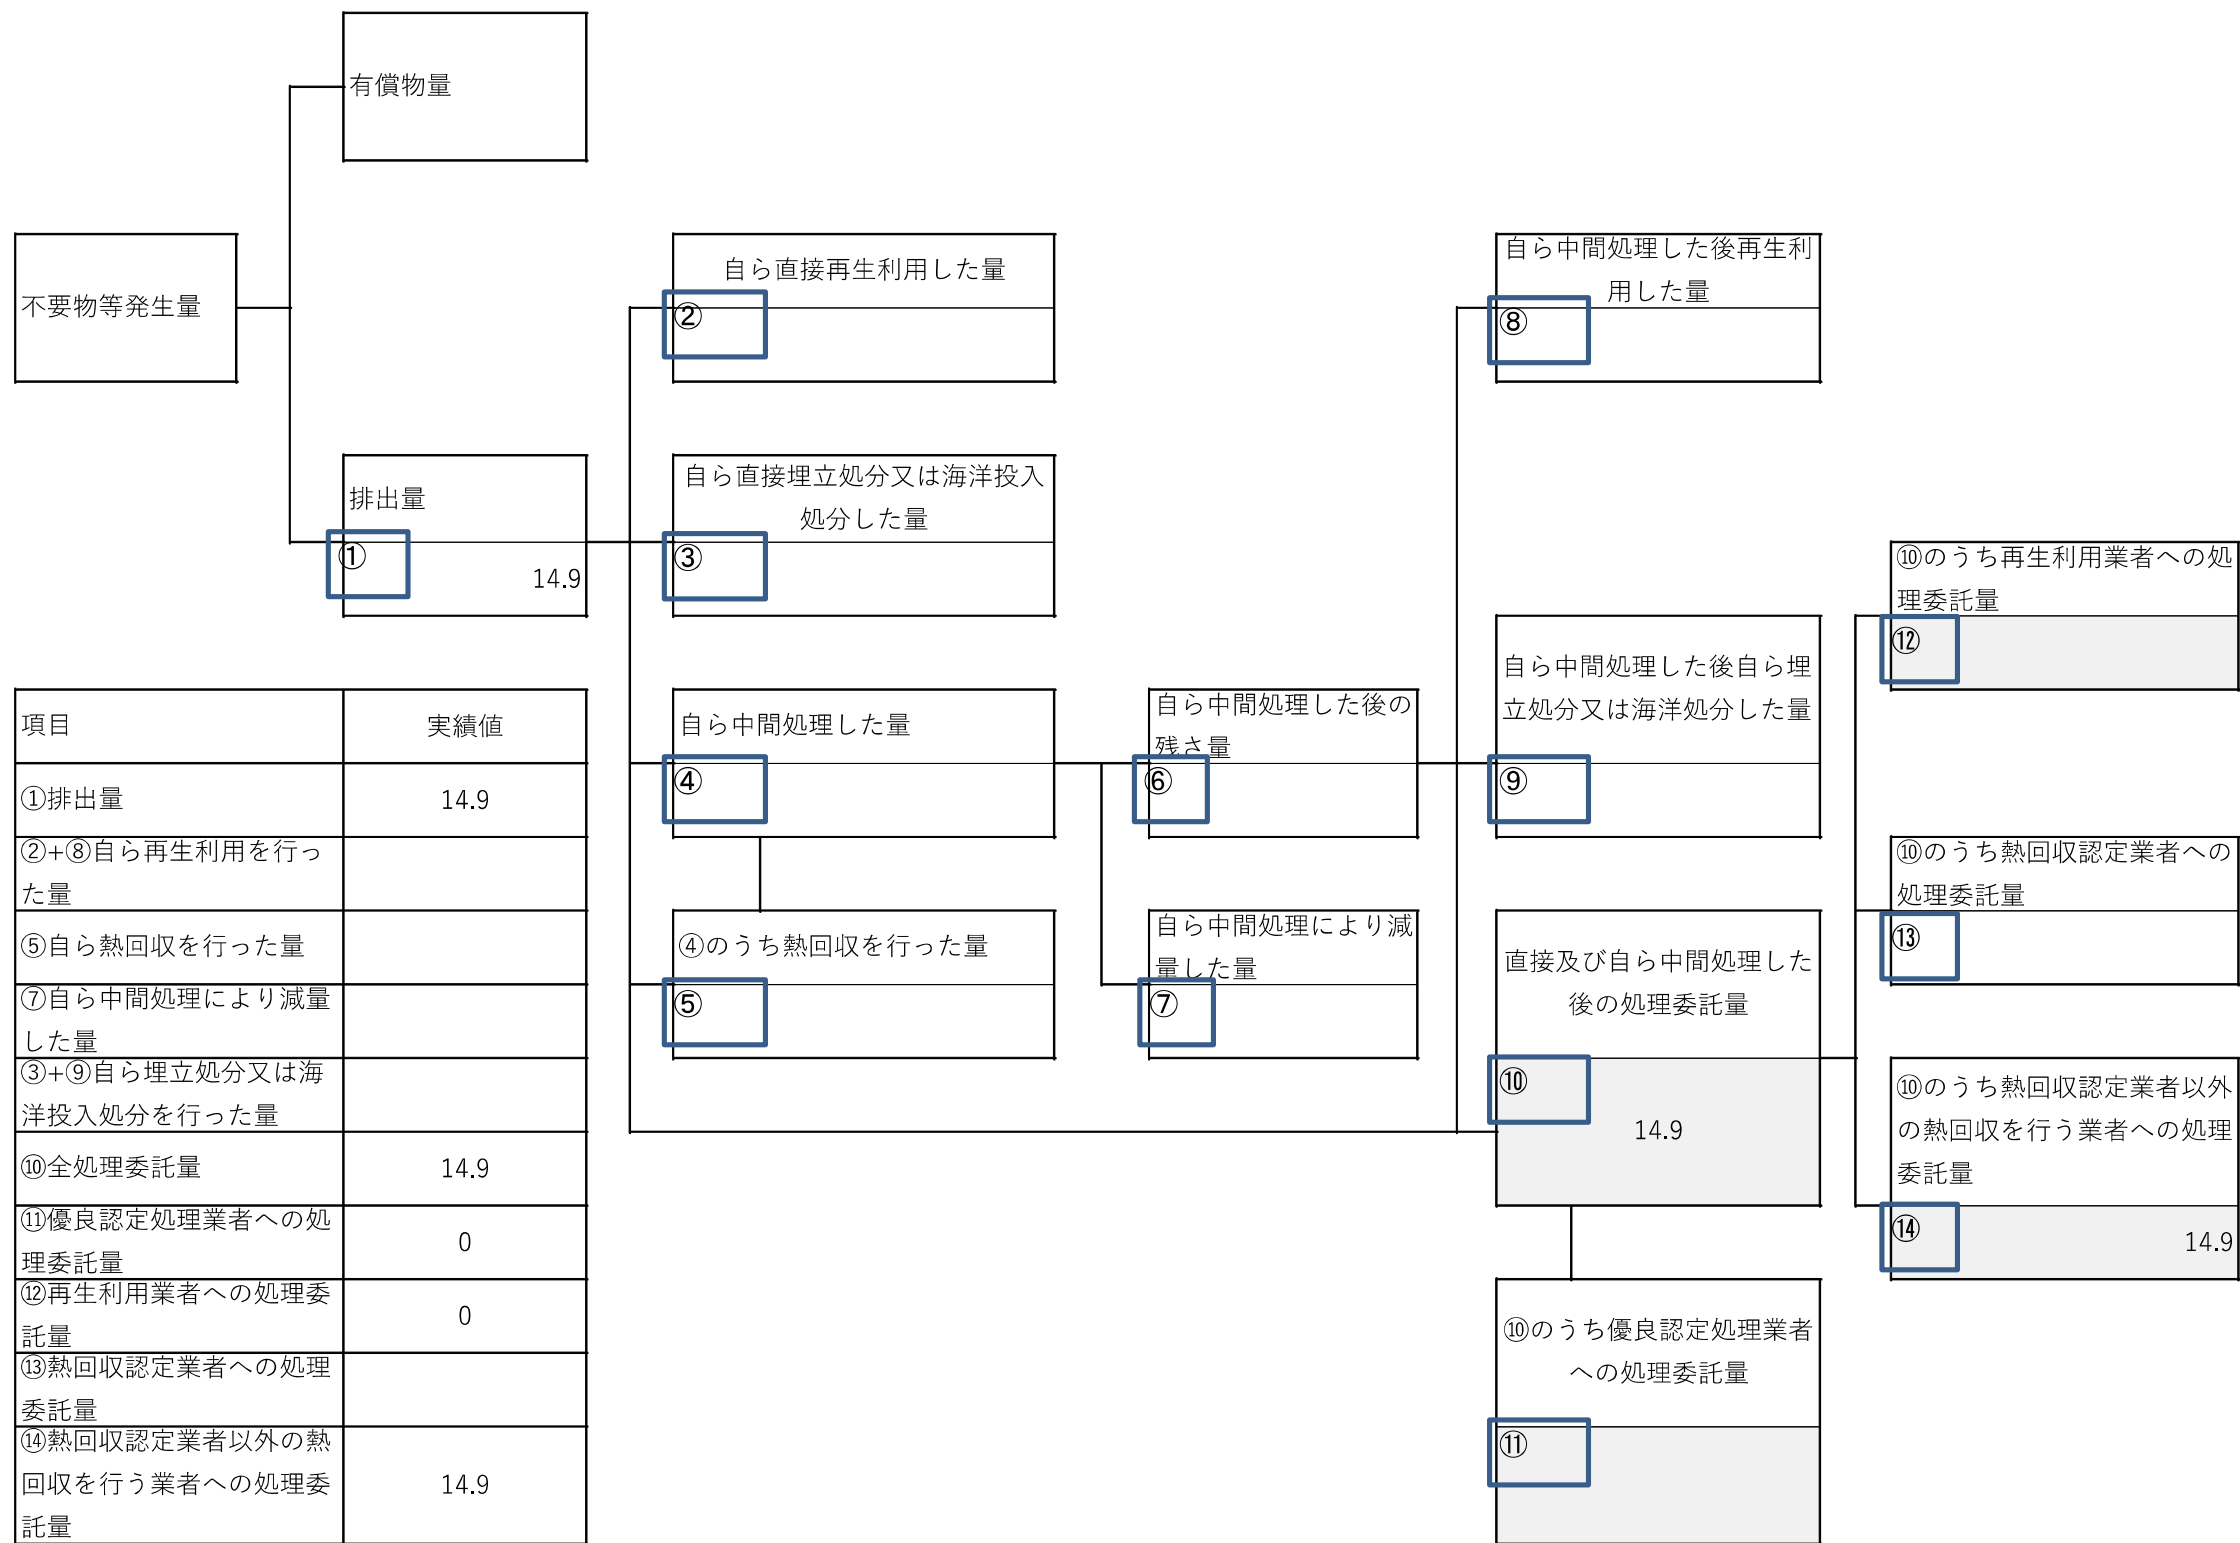 有償物量
不要物等発生量
自ら直接再生利用した量
②
自ら中間処理した後再生利
用した量
⑧
排出量
①
14.9
自ら直接埋立処分又は海洋投入
処分した量
③
⑩のうち再生利用業者への処
理委託量
⑫
自ら中間処理した量
④
自ら中間処理した後の
残さ量
⑥
自ら中間処理した後自ら埋
立処分又は海洋処分した量
⑨
⑩のうち熱回収認定業者への
処理委託量
⑬
④のうち熱回収を行った量
⑤
自ら中間処理により減
量した量
⑦
直接及び自ら中間処理した
後の処理委託量
⑩
14.9
⑩のうち熱回収認定業者以外
の熱回収を行う業者への処理
委託量
⑭
14.9
⑩のうち優良認定処理業者
への処理委託量
⑪
項目
実績値
①排出量
14.9
②+⑧自ら再生利用を行っ
た量
⑤自ら熱回収を行った量
⑦自ら中間処理により減量
した量
③+⑨自ら埋立処分又は海
洋投入処分を行った量
⑩全処理委託量
14.9
⑪優良認定処理業者への処
理委託量
0
⑫再生利用業者への処理委
託量
0
⑬熱回収認定業者への処理
委託量
⑭熱回収認定業者以外の熱
回収を行う業者への処理委
託量
14.9